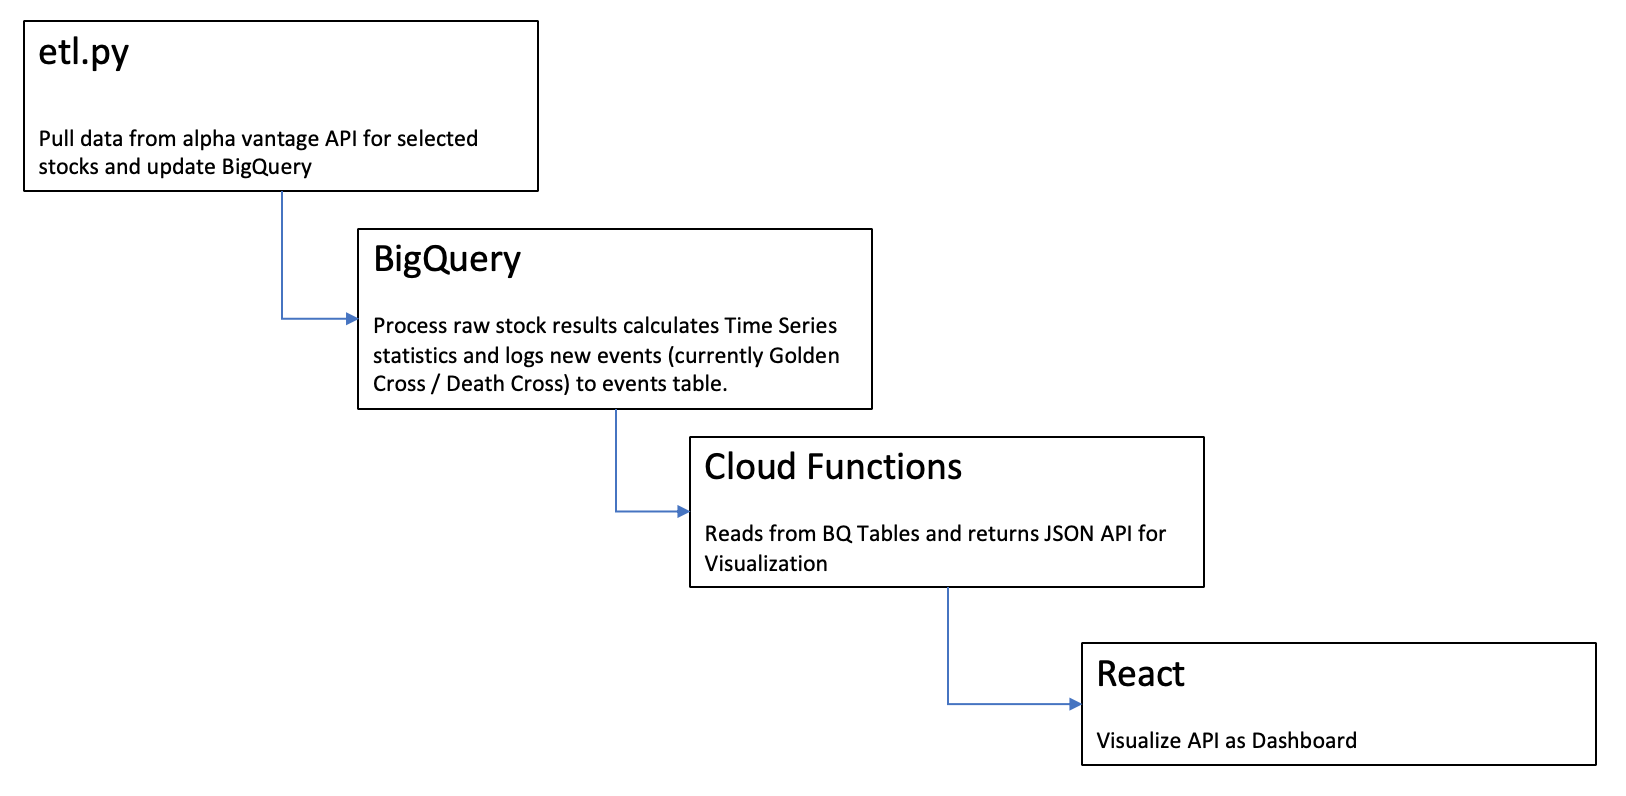 etl.py
Pull data from alpha vantage API for selected
stocks and update BigQuery
BigQuery
Process raw stock results calculates Time Series
statistics and logs new events (currently Golden
Cross / Death Cross) to events table.
Cloud Functions
Reads from BQ Tables and returns JSON API for
Visualization
React
Visualize API as Dashboard